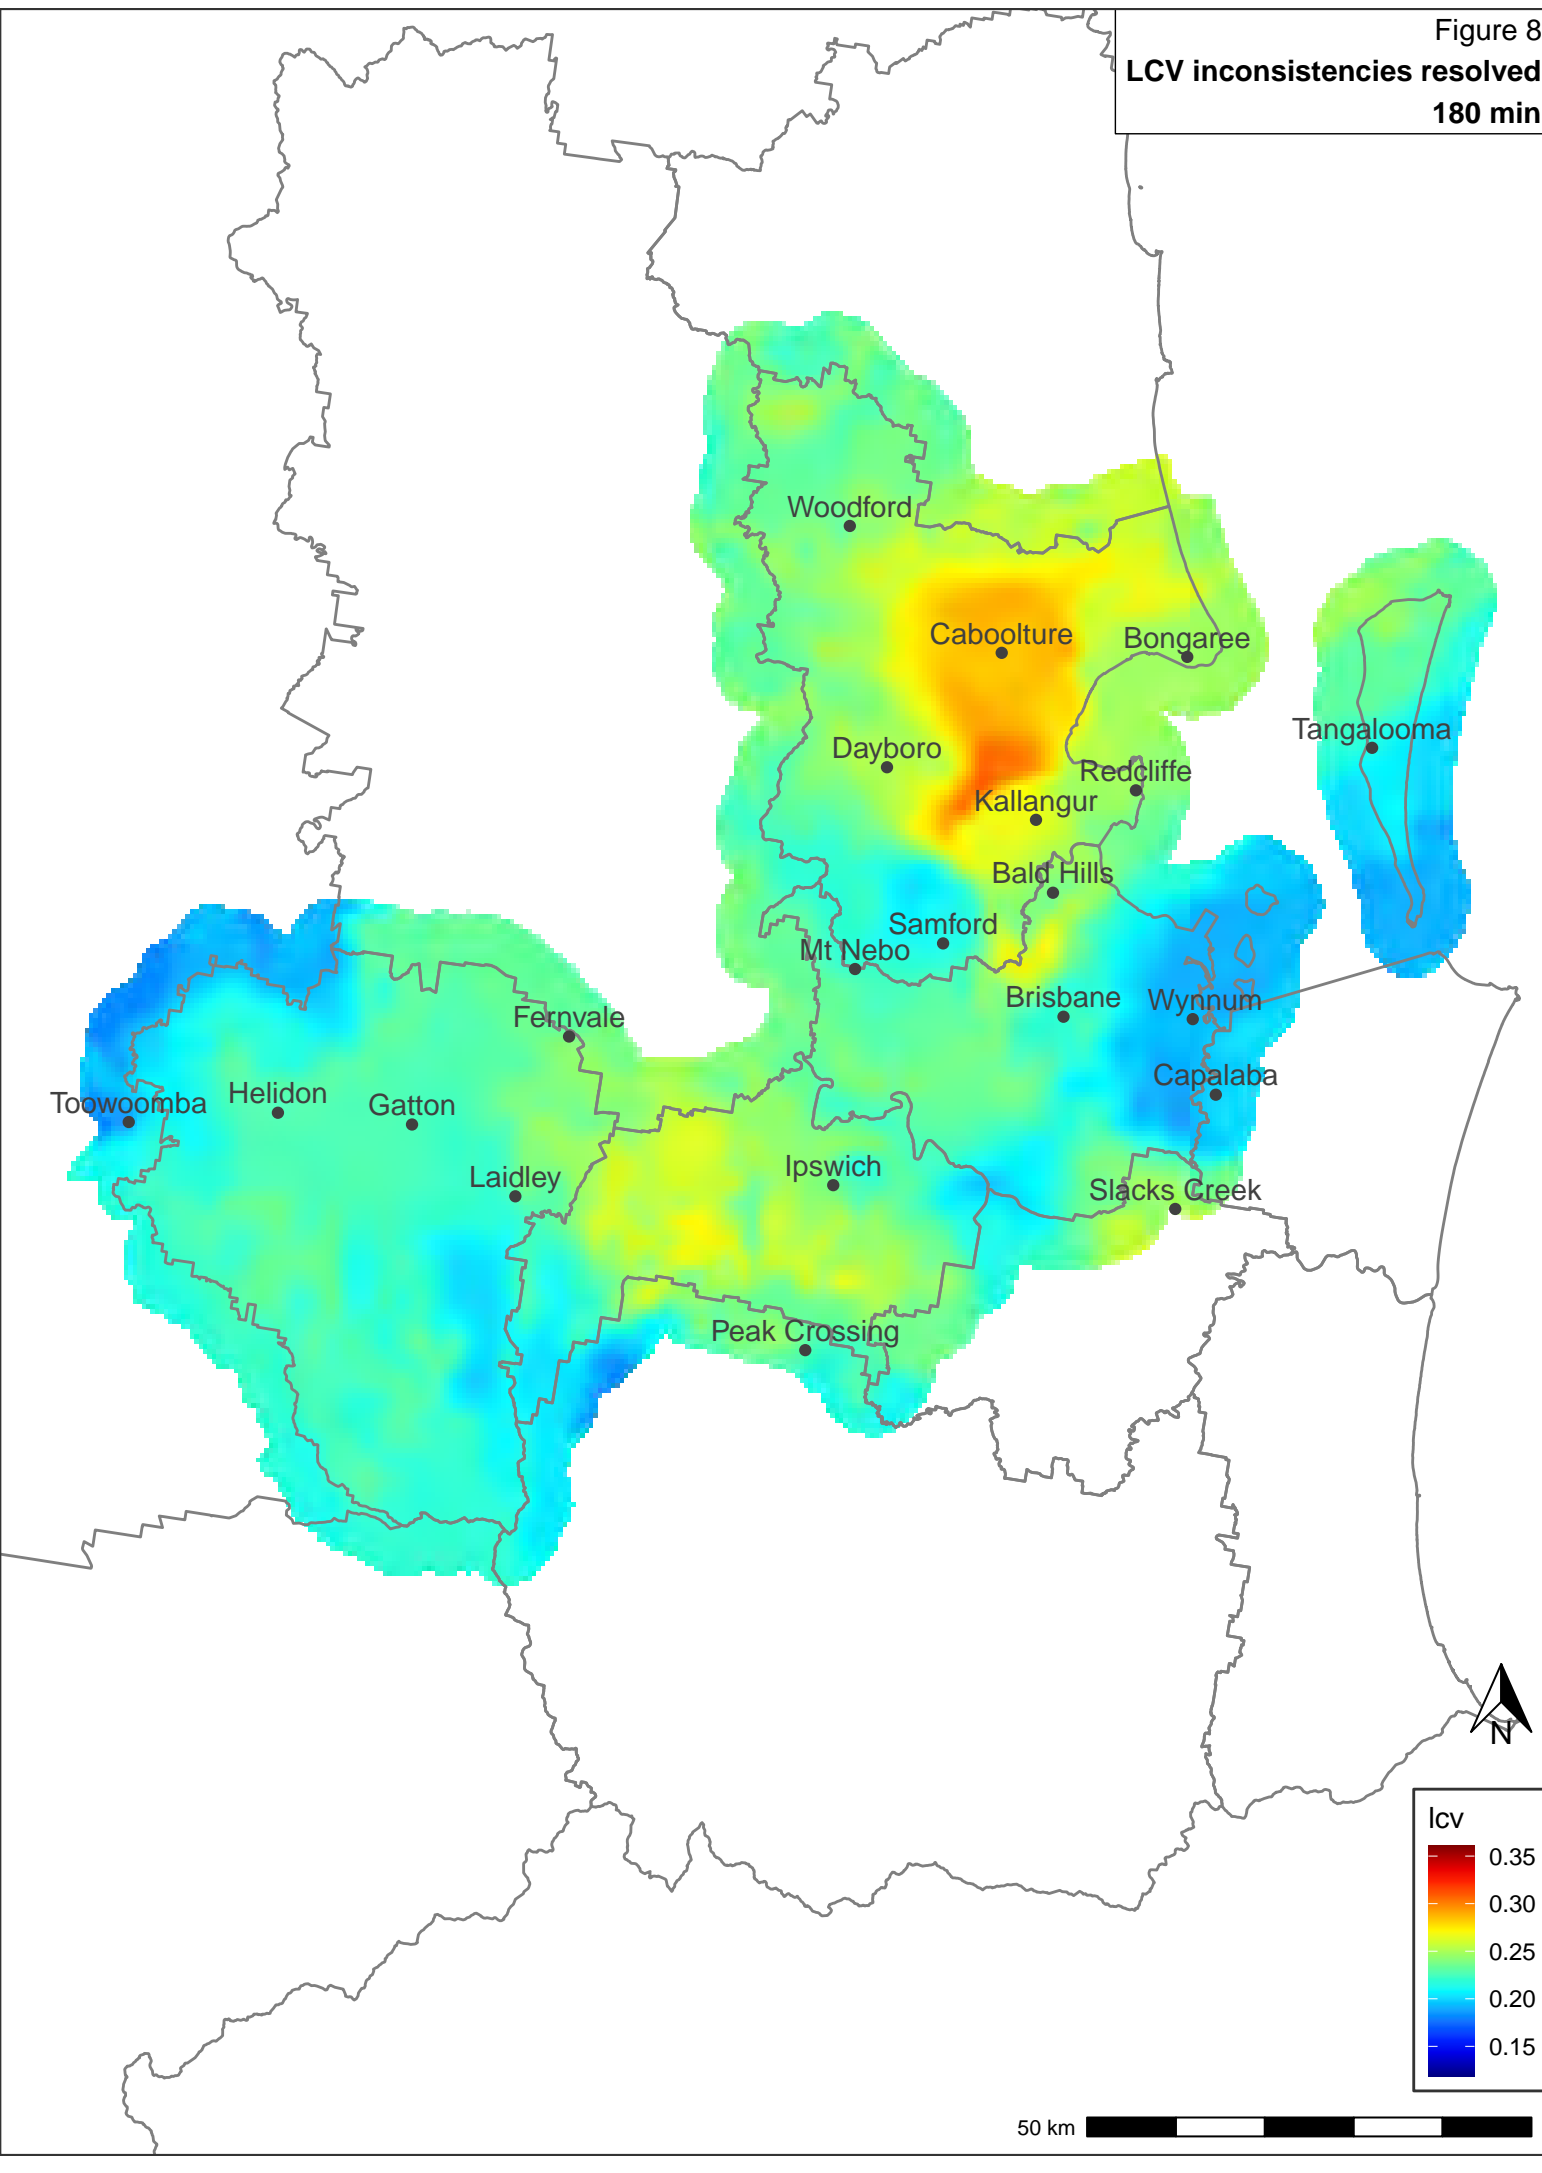 Figure 8
LCV inconsistencies resolved
180 min
Woodford
Caboolture
Bongaree
Tangalooma
Dayboro
Redcliffe
Kallangur
Bald Hills
Samford
Mt Nebo
Brisbane
Wynnum
Fernvale
Capalaba
Toowoomba
Helidon
Gatton
Ipswich
Laidley
Slacks Creek
Peak Crossing
N
lcv
0.35
0.30
0.25
0.20
0.15
50 km